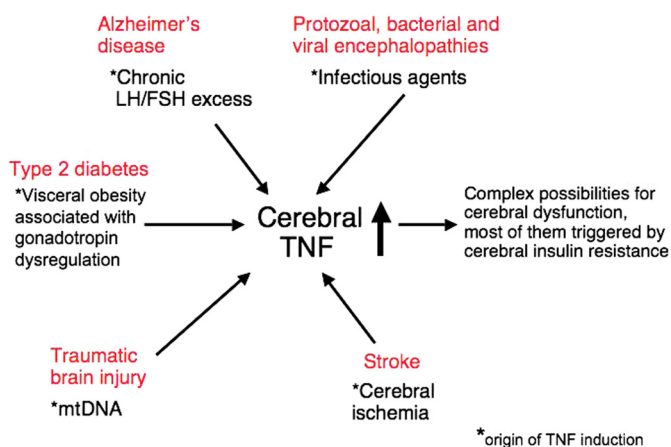 Alzheimer's
disease
*Chronic
LH/FSH excess
Protozoal, bacterial and
viral encephalopathies
*Infectious agents
Type 2 diabetes
*Visceral obesity
associated with
gonadotropin
dysregulation
Cerebral
TNF
Complex possibilities for
cerebral dysfunction,
most of them triggered by
cerebral insulin resistance
Traumatic
brain injury
*mtDNA
Stroke
*Cerebral
ischemia
*origin of TNF induction